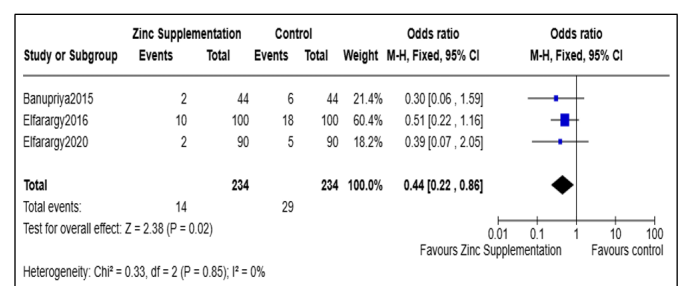 Zinc Supplementation Control Odds ratio Odds ratio
Study or Subgroup Events Total Events Total Weight M-H, Fixed, 95% CI M-H, Fixed, 95% CI
Banupriya2015 2 44 6 44 21.4% 0.30 [0.06 , 1.59]
Elfarargy2016 10 100 18 100 60.4% 0.51 [0.22 , 1.16]
Elfarargy2020 2 90 5 90 18.2% 0.39 [0.07 , 2.05]
Total 234 234 100.0% 0.44 [0.22 , 0.86]
Total events: 14 29
Test for overall effect: Z = 2.38 (P = 0.02)
0.01 0.1 1 10 100
Favours Zinc Supplementation Favours control
Heterogeneity: Chi² = 0.33, df = 2 (P = 0.85); I² = 0%